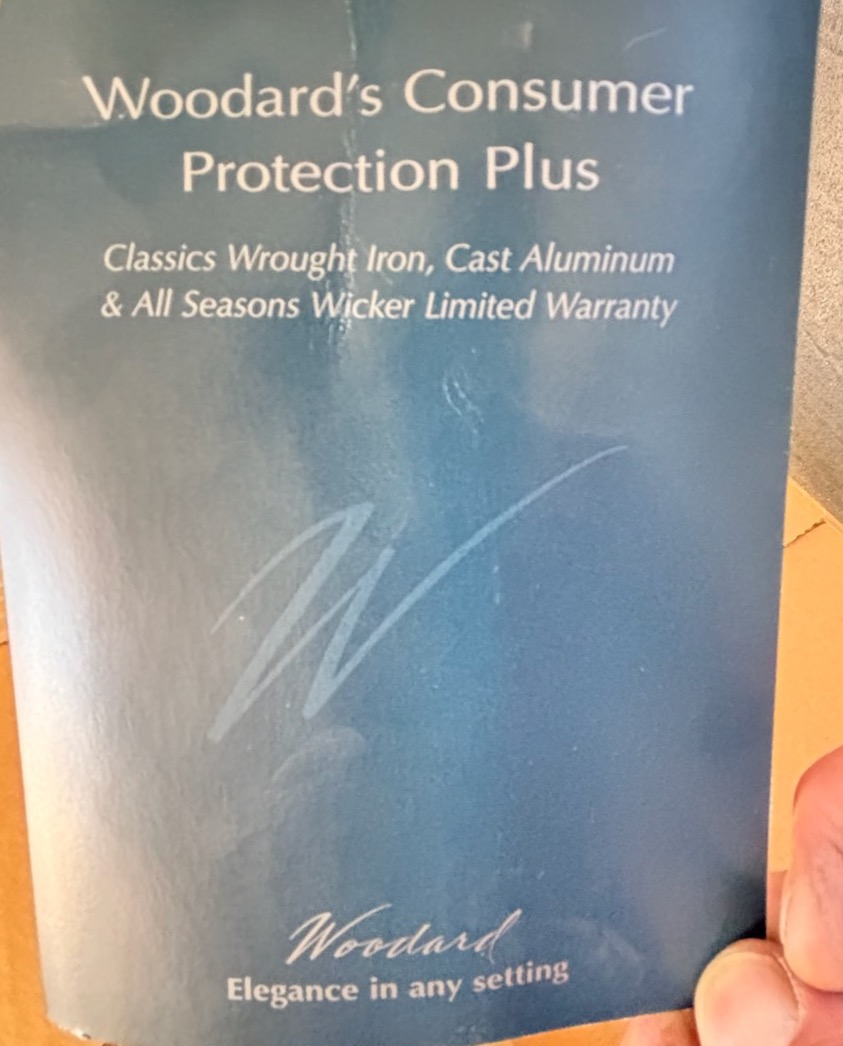 Woodard's Consumer
Protection Plus
Classics Wrought Iron, Cast Aluminum
& All Seasons Wicker Limited Warranty
W
Woodard
Elegance in any setting